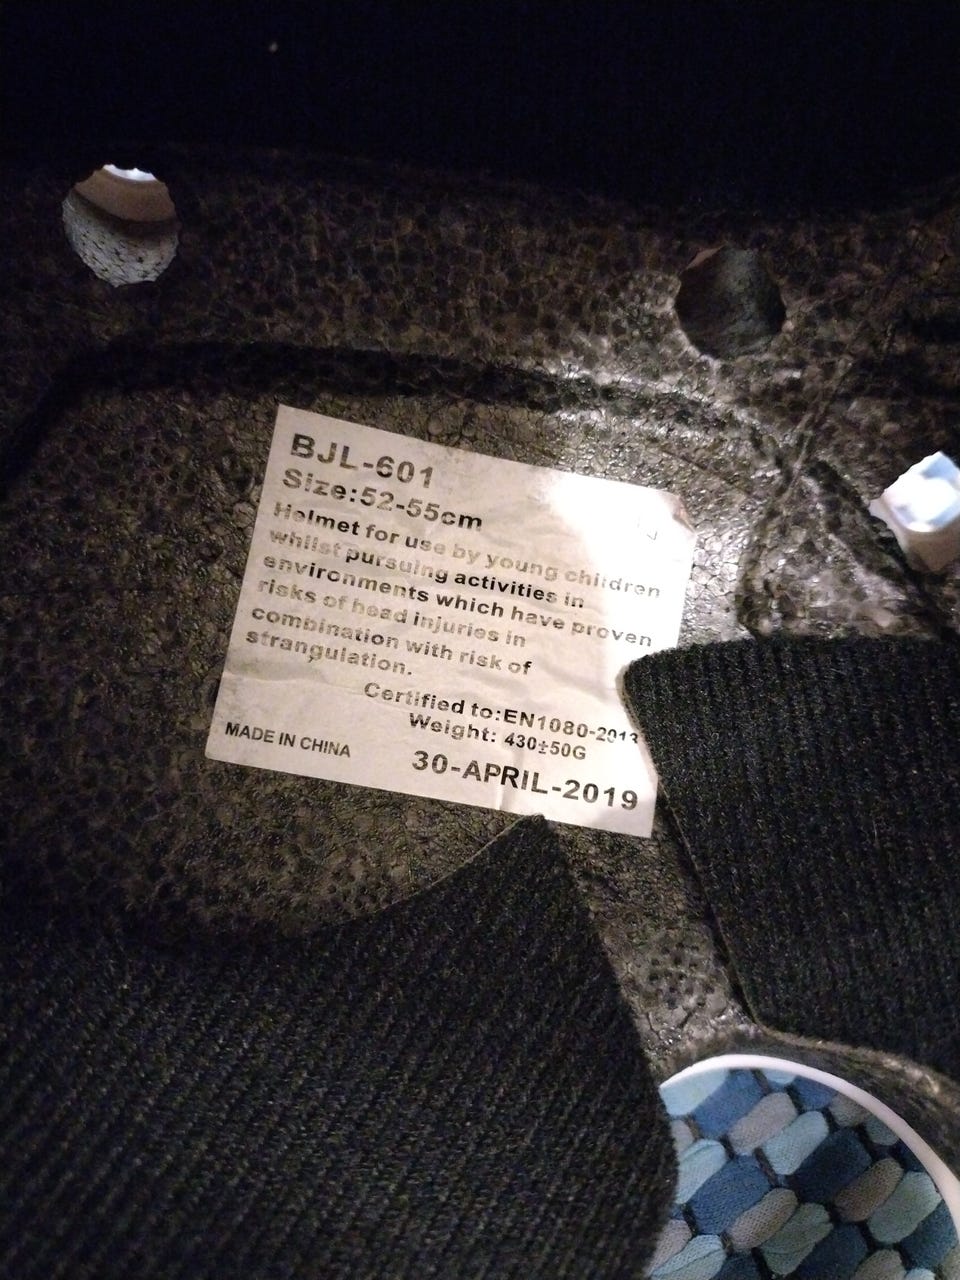 BJL-601
Size:52-55cm
Helmet for use by young children
whilst pursuing activities in
environments which have proven
risks of head injuries in
combination with risk of
strangulation.
Certified to:EN1080-2013
Weight: 430±50G
MADE IN CHINA
30-APRIL-2019